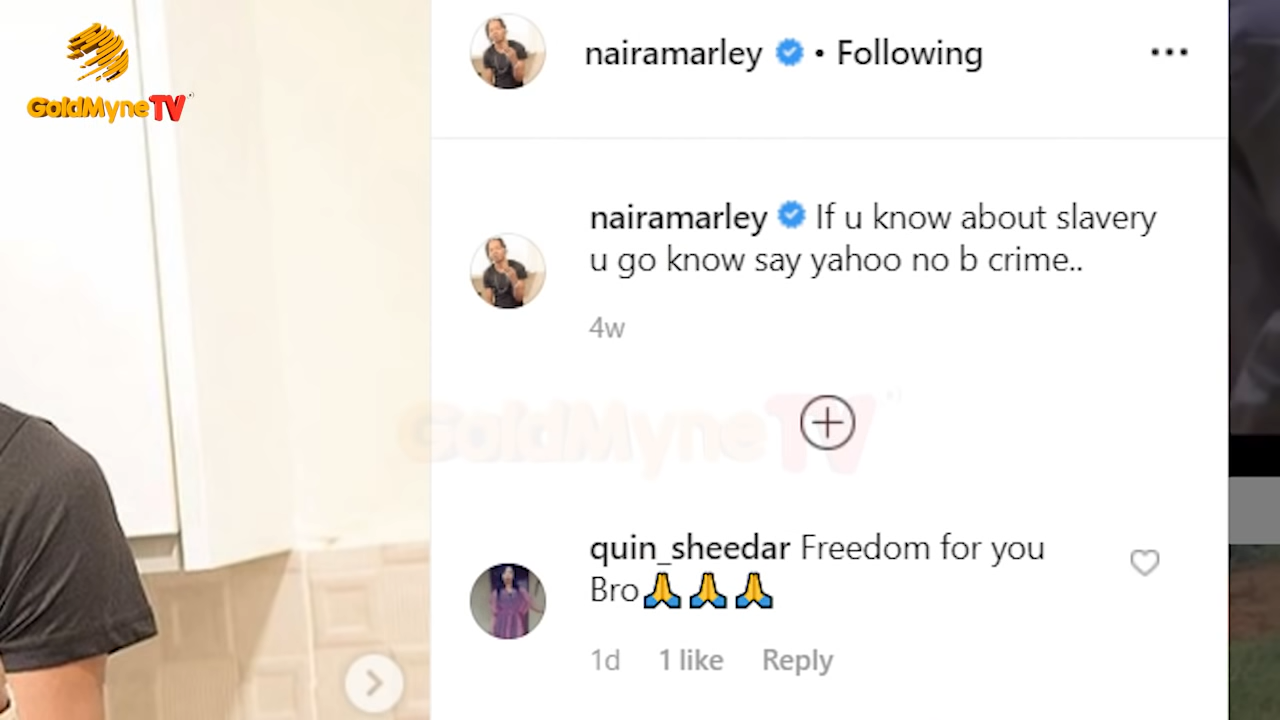 GoldMyneTV
nairamarley • Following
nairamarley If u know about slavery
u go know say yahoo no b crime..
4w
GoldMyneTV
quin_sheedar Freedom for you
Bro🙏🙏🙏
1d 1 like Reply